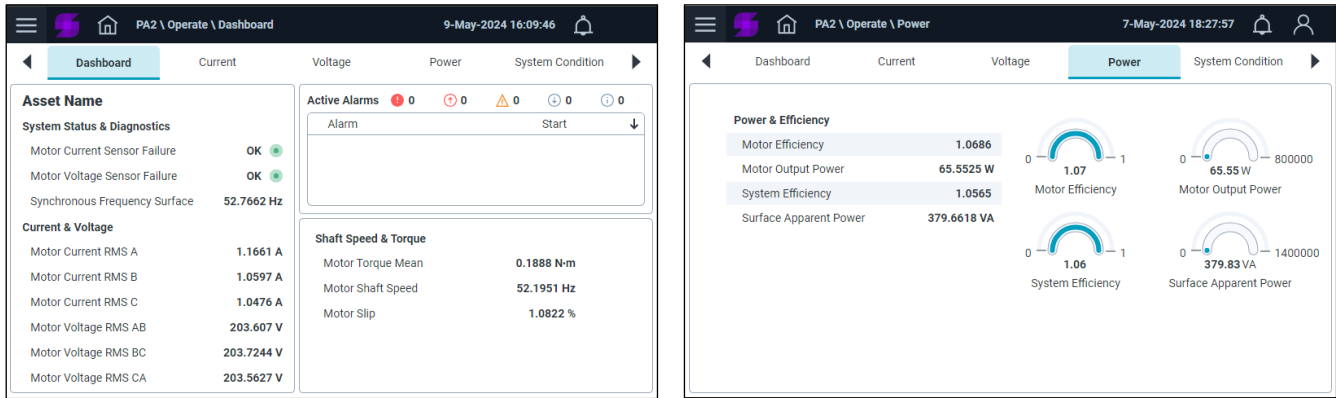 PA2 \ Operate \ Dashboard 9-May-2024 16:09:46
Dashboard Current Voltage Power System Condition
Asset Name
System Status & Diagnostics
Motor Current Sensor Failure OK
Motor Voltage Sensor Failure OK
Synchronous Frequency Surface 52.7662 Hz
Current & Voltage
Motor Current RMS A 1.1661 A
Motor Current RMS B 1.0597 A
Motor Current RMS C 1.0476 A
Motor Voltage RMS AB 203.607 V
Motor Voltage RMS BC 203.7244 V
Motor Voltage RMS CA 203.5627 V
Active Alarms 0 0 0 0 0
Alarm Start
Shaft Speed & Torque
Motor Torque Mean 0.1888 N·m
Motor Shaft Speed 52.1951 Hz
Motor Slip 1.0822 %
PA2 \ Operate \ Power 7-May-2024 18:27:57
Dashboard Current Voltage Power System Condition
Power & Efficiency
Motor Efficiency 1.0686
Motor Output Power 65.5525 W
System Efficiency 1.0565
Surface Apparent Power 379.6618 VA
0 1
1.07
Motor Efficiency
0 800000
65.55 W
Motor Output Power
0 1
1.06
System Efficiency
0 1400000
379.83 VA
Surface Apparent Power